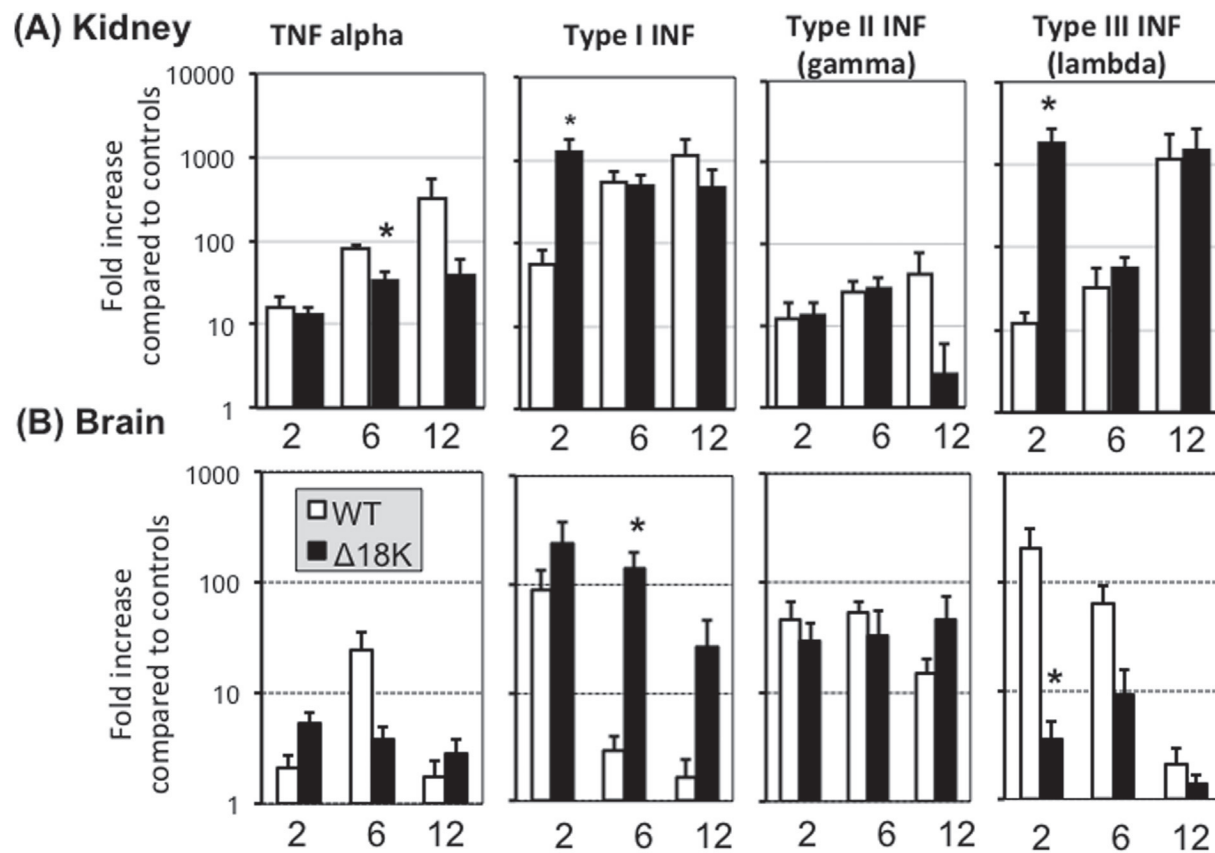 (A) Kidney
TNF alpha
Type I INF
Type II INF
(gamma)
Type III INF
(lambda)
Fold increase
compared to controls
10000
1000
100
10
1
*
*
*
2 6 12
2 6 12
2 6 12
2 6 12
(B) Brain
Fold increase
compared to controls
1000
100
10
1
WT
Δ18K
*
*
2 6 12
2 6 12
2 6 12
2 6 12